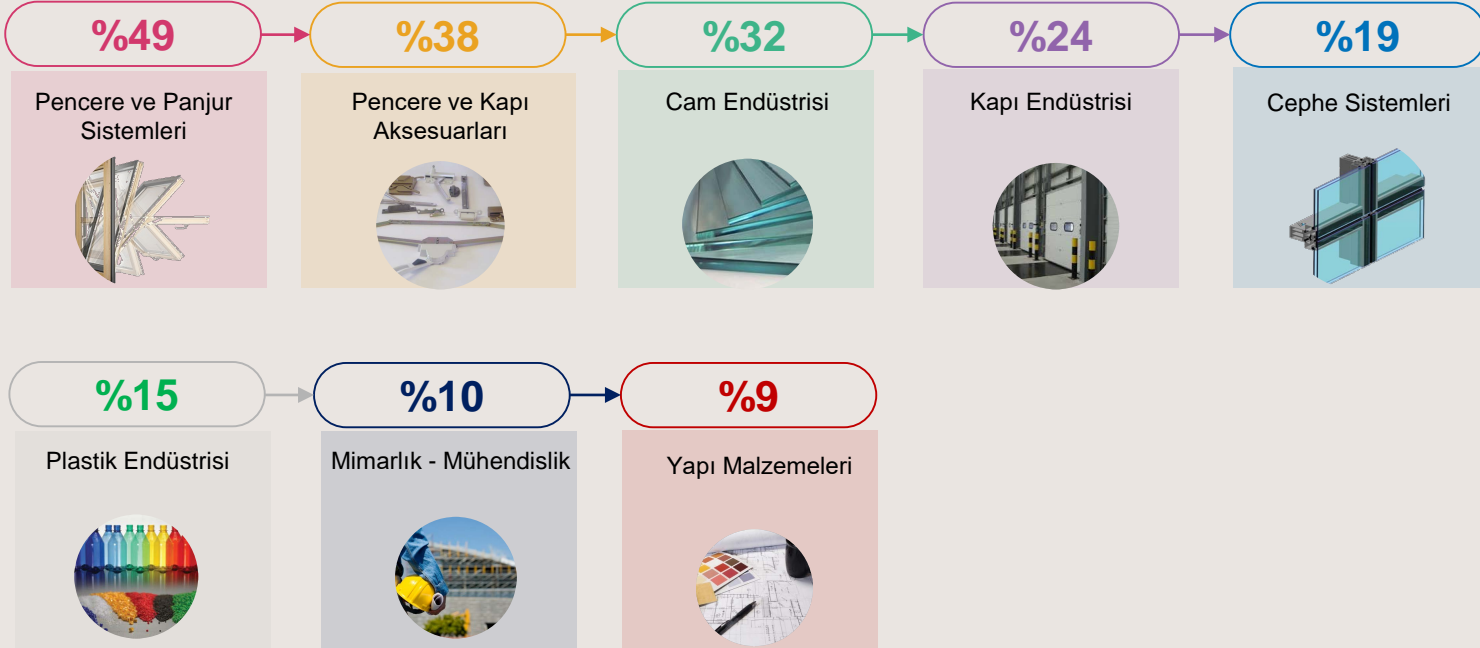 %49
%38
%32
%24
%19
Pencere ve Panjur
Sistemleri
Pencere ve Kapı
Aksesuarları
Cam Endüstrisi
Kapı Endüstrisi
Cephe Sistemleri
%15
%10
%9
Plastik Endüstrisi
Mimarlık - Mühendislik
Yapı Malzemeleri